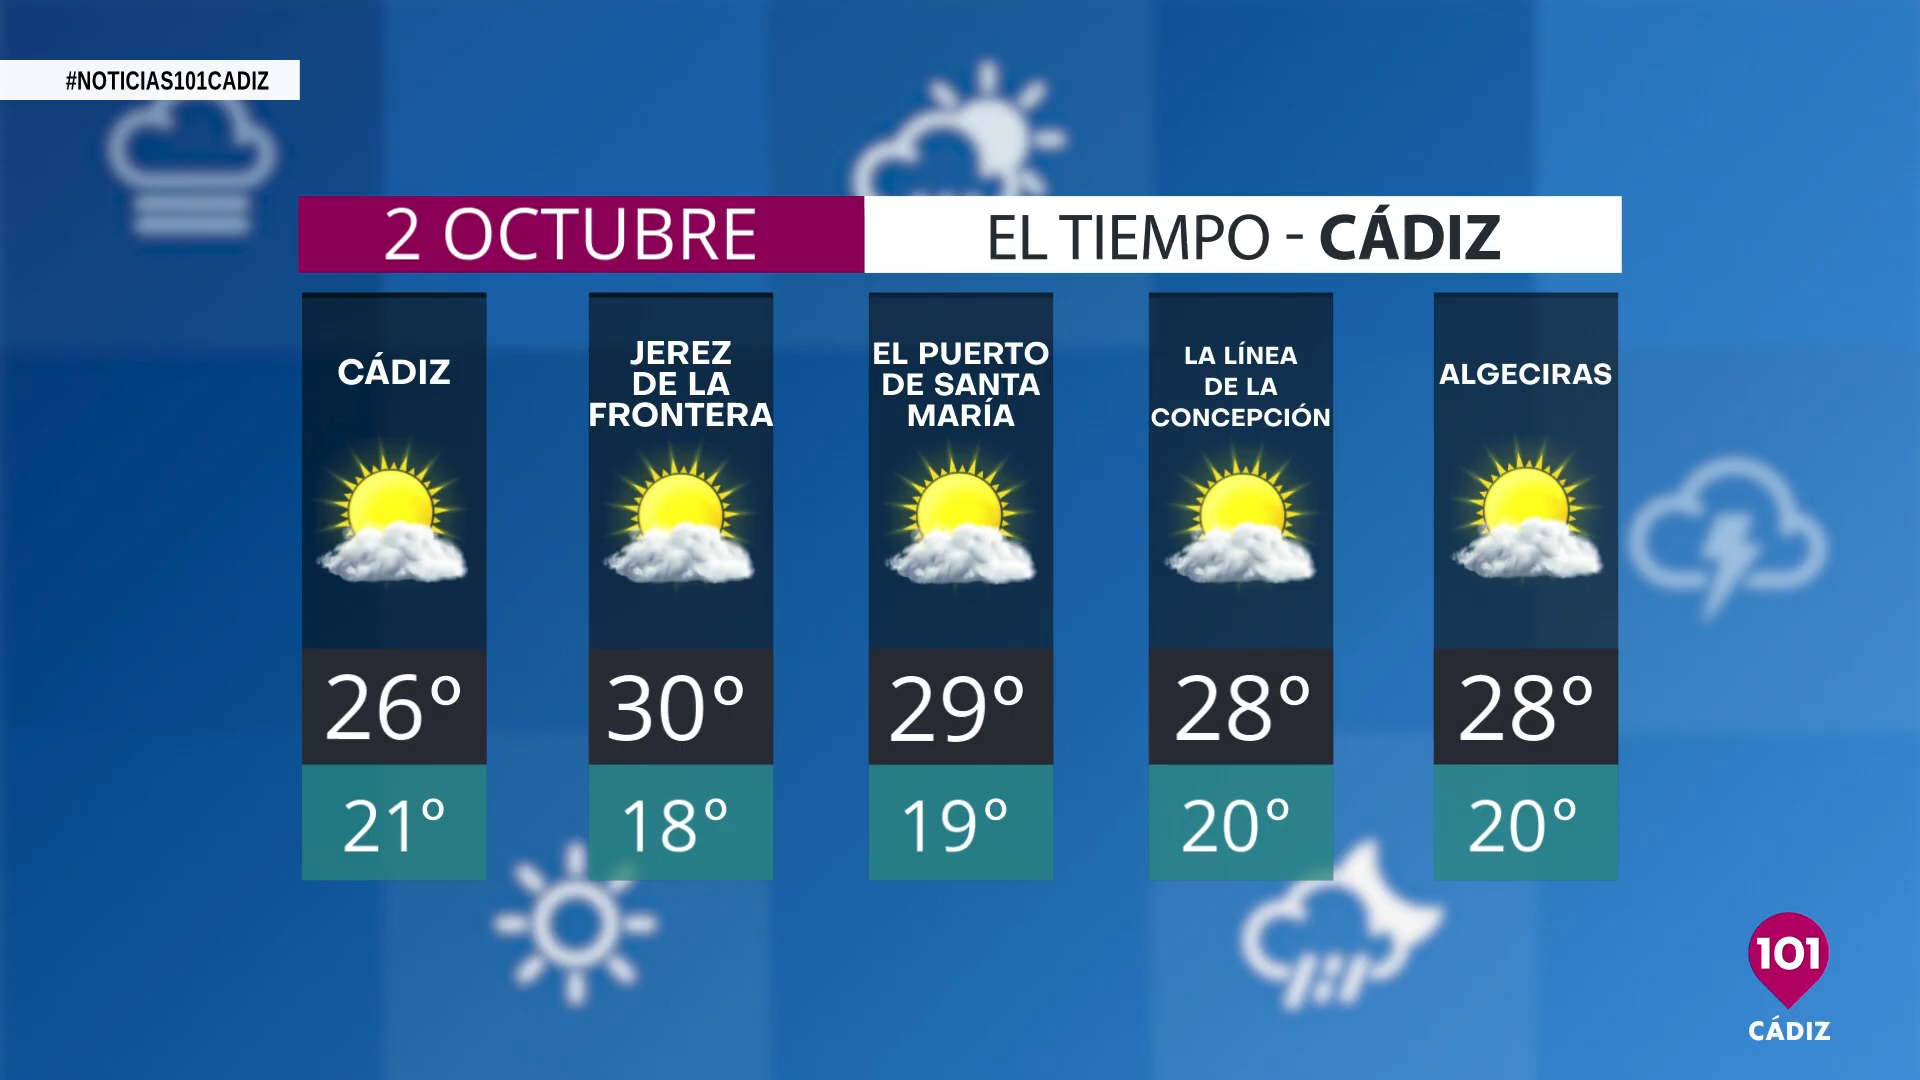 #NOTICIAS101CADIZ
2 OCTUBRE
EL TIEMPO - CÁDIZ
CÁDIZ
26°
21°
JEREZ
DE LA
FRONTERA
30°
18°
EL PUERTO
DE SANTA
MARÍA
29°
19°
LA LÍNEA
DE LA
CONCEPCIÓN
28°
20°
ALGECIRAS
28°
20°
101
CÁDIZ